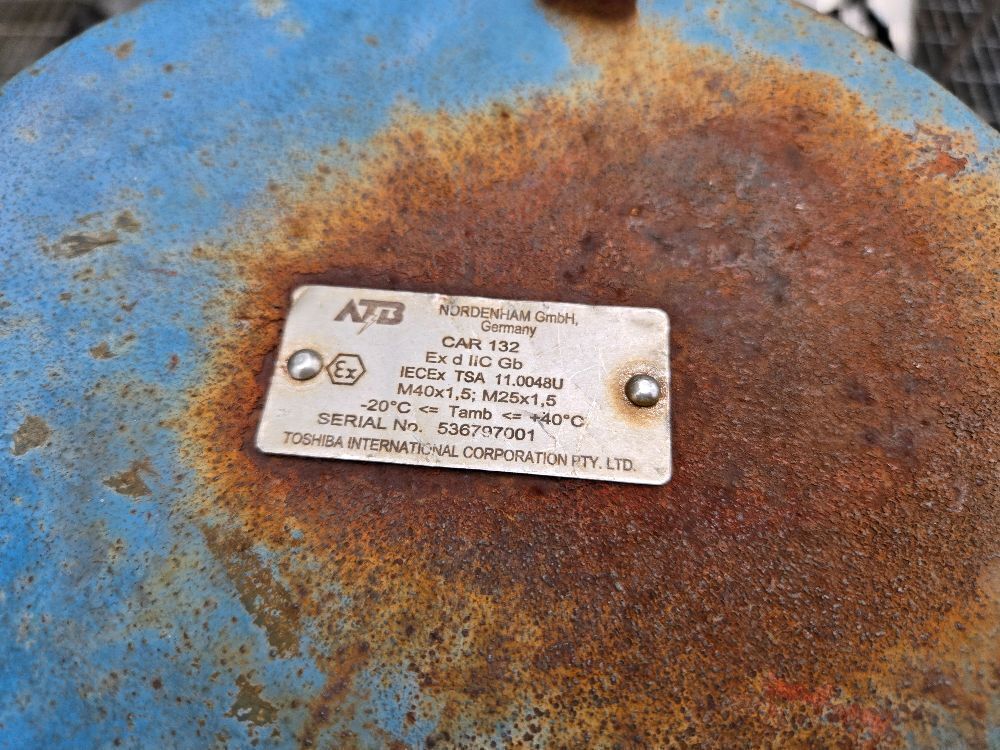 ATB NORDENHAM GmbH,
Germany
CAR 132
Ex d IIC Gb
Ex IECEx TSA 11.0048U
M40x1,5; M25x1,5
-20°C <= Tamb <= +40°C
SERIAL No. 536797001
TOSHIBA INTERNATIONAL CORPORATION PTY. LTD.